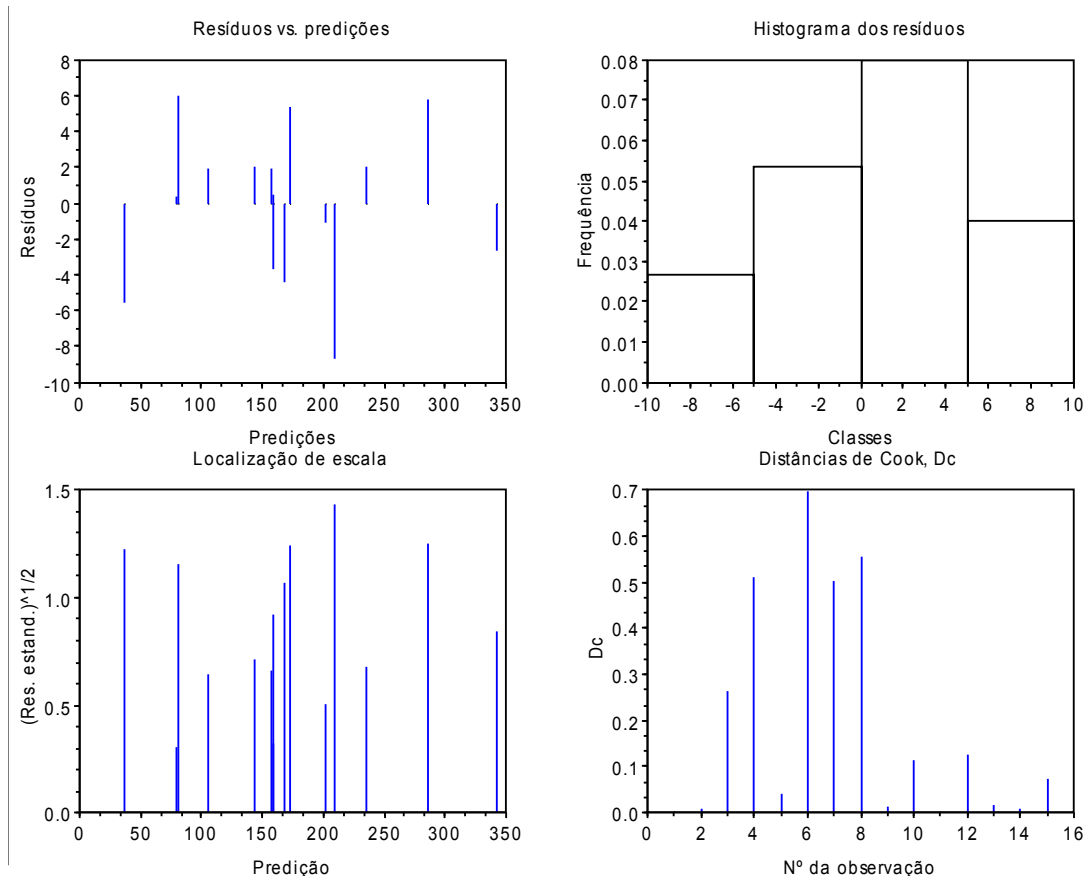 Resíduos vs. predições
8
6
4
2
0
-2
-4
-6
-8
-10
Resíduos
0 50 100 150 200 250 300 350
Predições
Histograma dos resíduos
0.08
0.07
0.06
0.05
0.04
0.03
0.02
0.01
0.00
Frequência
-10 -8 -6 -4 -2 0 2 4 6 8 10
Classes
Localização de escala
1.5
1.0
0.5
0.0
(Res. estand.)^1/2
0 50 100 150 200 250 300 350
Predição
Distâncias de Cook, Dc
0.7
0.6
0.5
0.4
0.3
0.2
0.1
0.0
Dc
0 2 4 6 8 10 12 14 16
Nº da observação